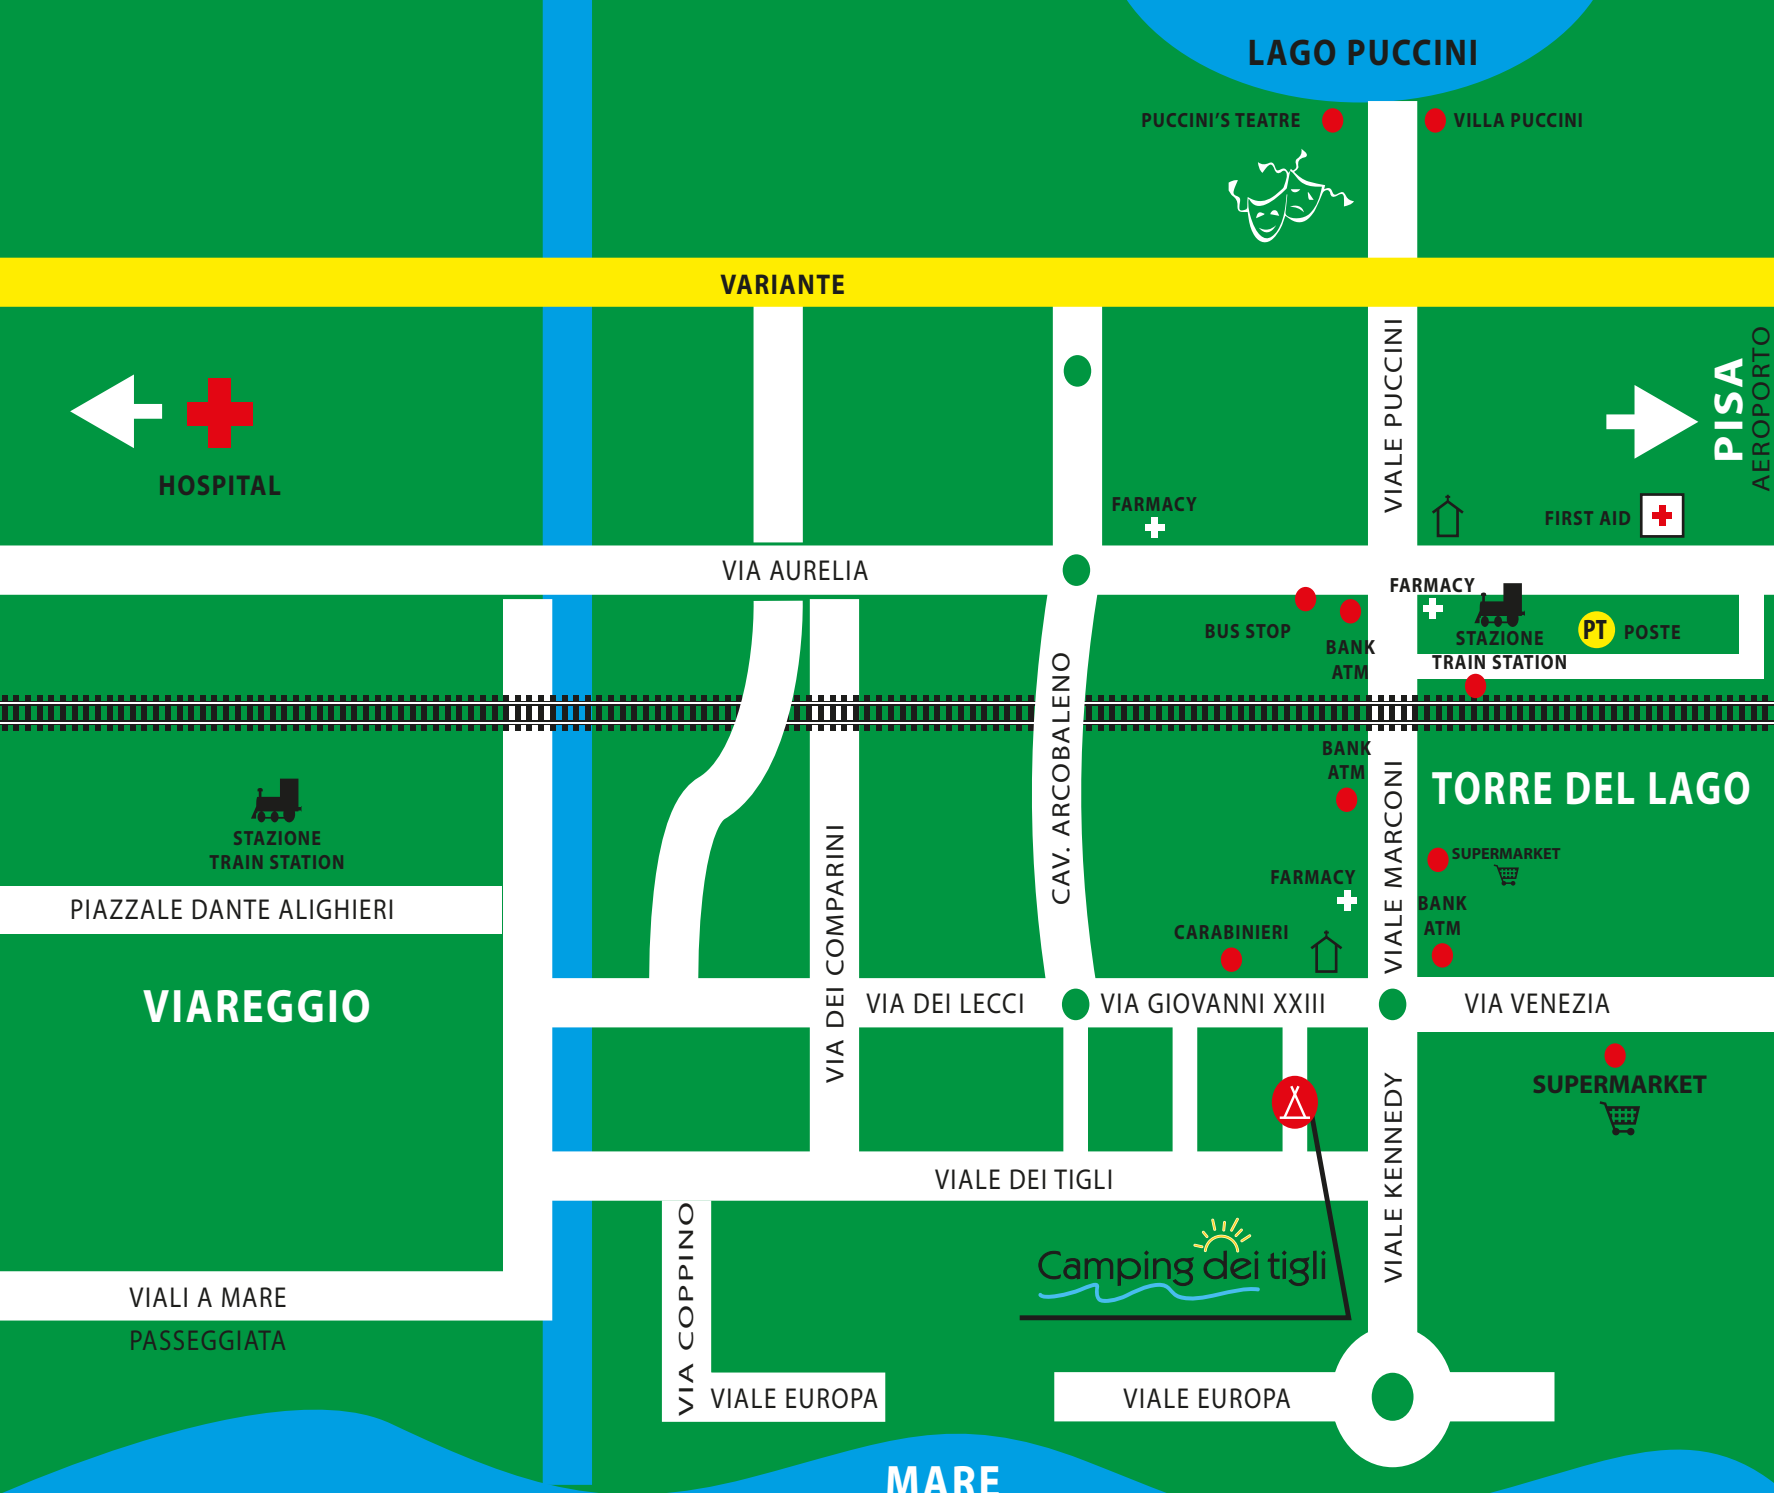 LAGO PUCCINI
PUCCINI'S TEATRE
VILLA PUCCINI
VARIANTE
VIALE PUCCINI
PISA
AEROPORTO
HOSPITAL
FARMACY
FIRST AID
VIA AURELIA
FARMACY
BUS STOP
BANK
ATM
STAZIONE
TRAIN STATION
PT
POSTE
CAV. ARCOBALENO
BANK
ATM
VIALE MARCONI
TORRE DEL LAGO
STAZIONE
TRAIN STATION
VIA DEI COMPARINI
SUPERMARKET
FARMACY
BANK
ATM
PIAZZALE DANTE ALIGHIERI
CARABINIERI
VIAREGGIO
VIA DEI LECCI
VIA GIOVANNI XXIII
VIA VENEZIA
SUPERMARKET
VIALE KENNEDY
VIALE DEI TIGLI
VIA COPPINO
Camping dei tigli
VIALI A MARE
PASSEGGIATA
VIALE EUROPA
VIALE EUROPA
MARE